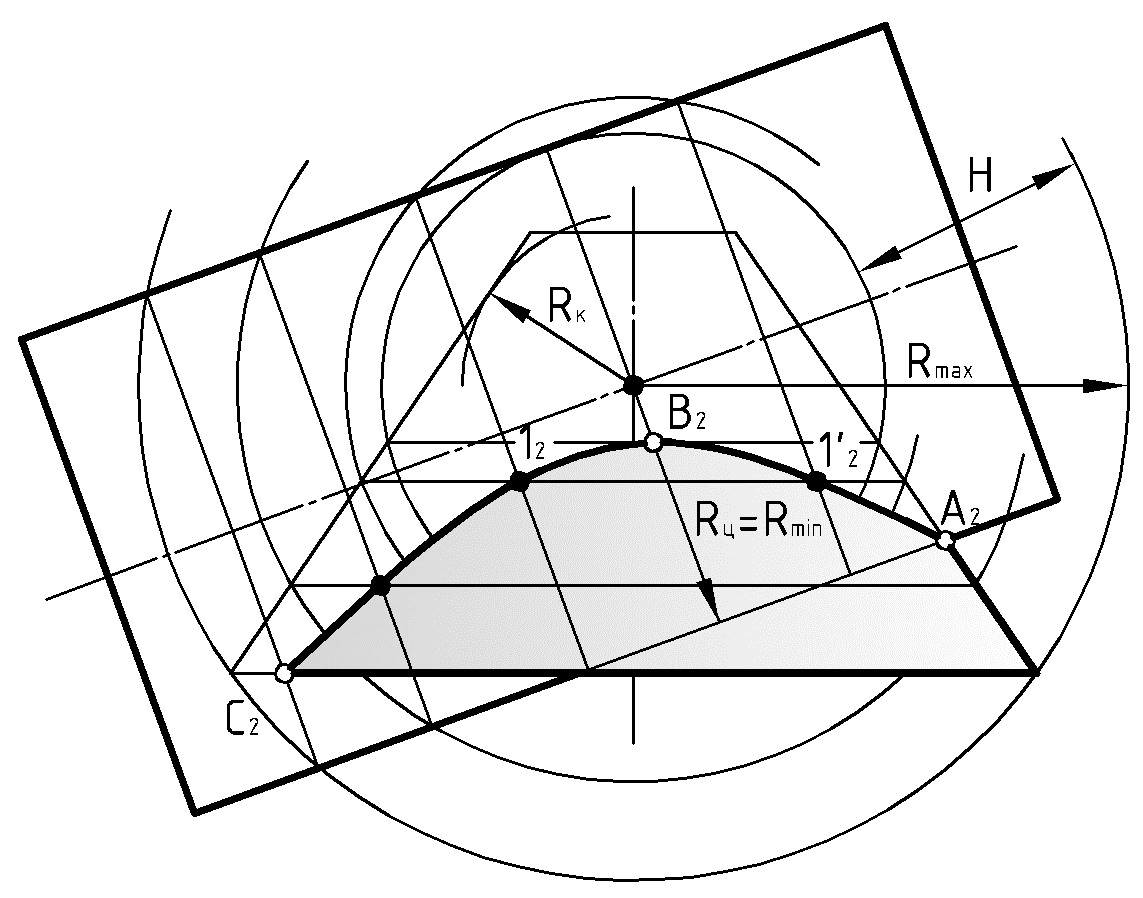 H
Rк
Rmax
B₂
1₂
1′₂
Rц=Rmin
A₂
C₂